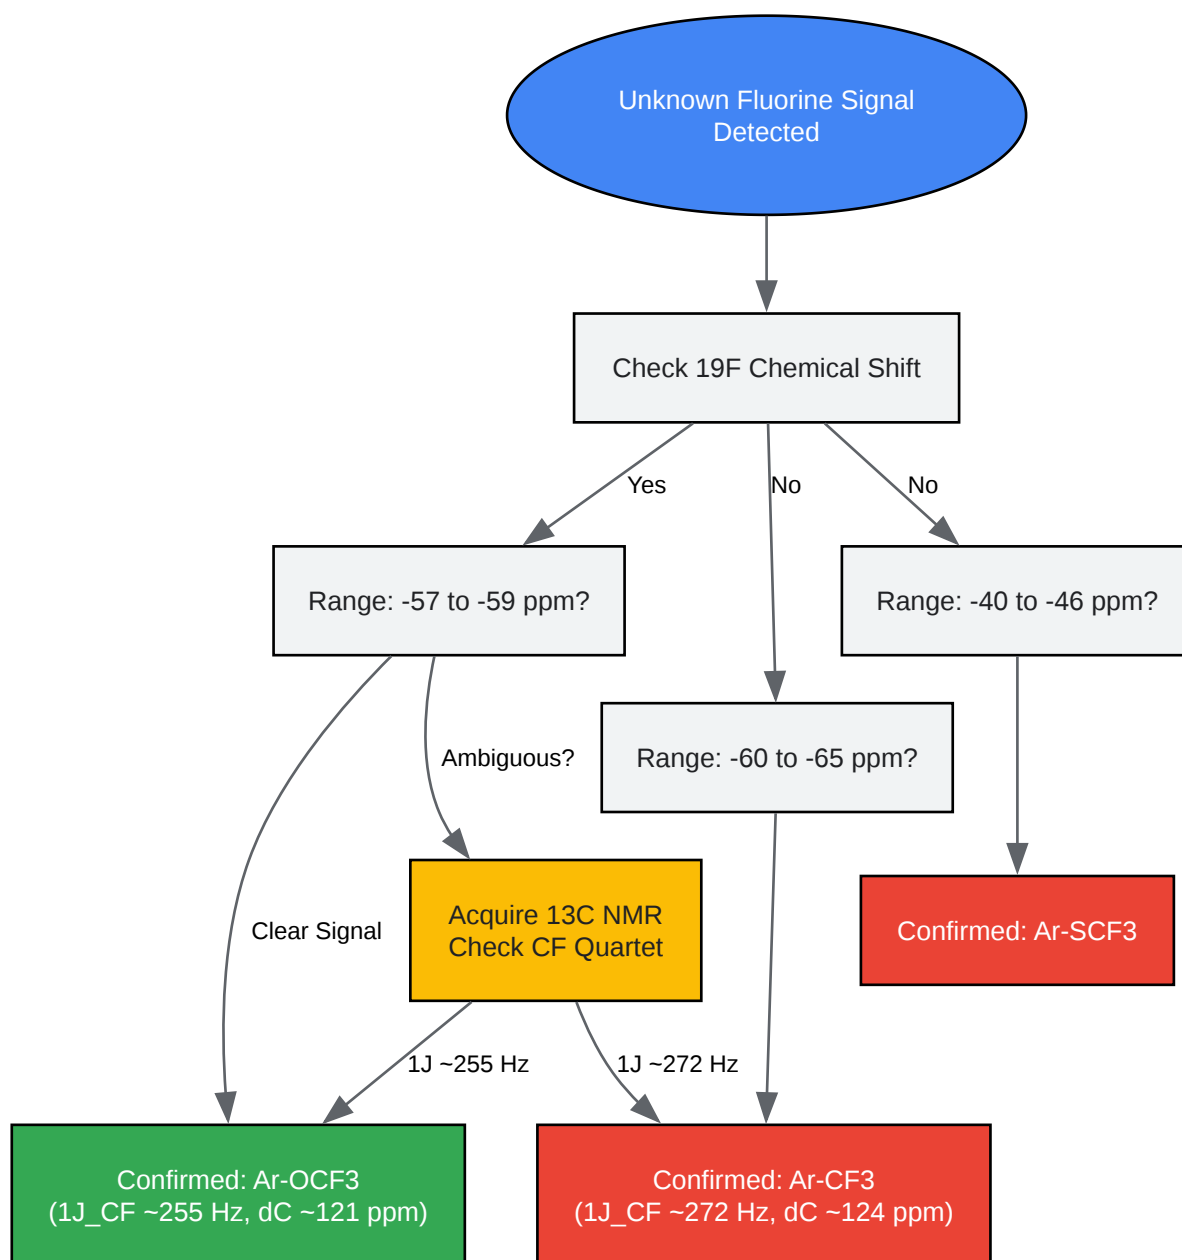 Unknown Fluorine Signal
Detected
Check 19F Chemical Shift
Yes
No
No
Range: -57 to -59 ppm?
Range: -40 to -46 ppm?
Ambiguous?
Range: -60 to -65 ppm?
Clear Signal
Acquire 13C NMR
Check CF Quartet
Confirmed: Ar-SCF3
1J ~255 Hz
1J ~272 Hz
Confirmed: Ar-OCF3
(1J_CF ~255 Hz, dC ~121 ppm)
Confirmed: Ar-CF3
(1J_CF ~272 Hz, dC ~124 ppm)